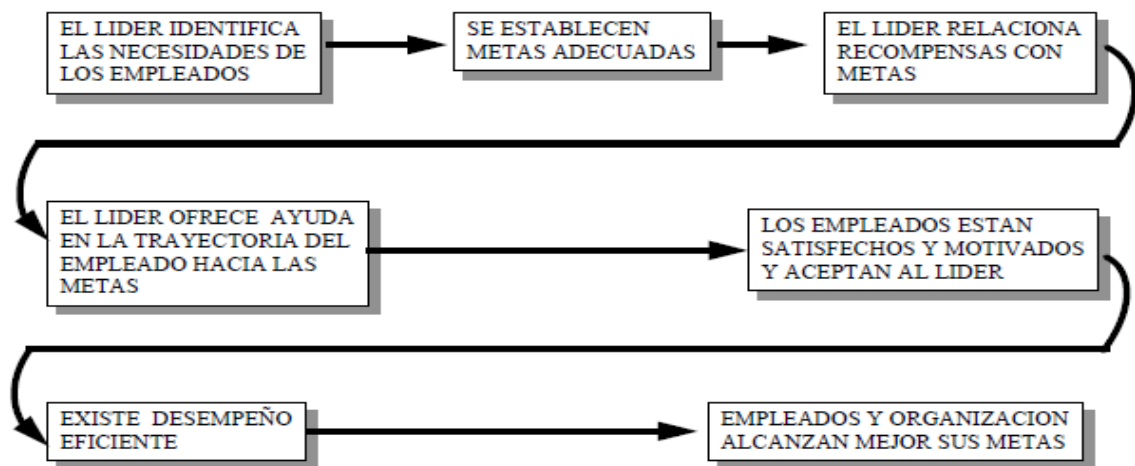 EL LIDER IDENTIFICA
LAS NECESIDADES DE
LOS EMPLEADOS
SE ESTABLECEN
METAS ADECUADAS
EL LIDER RELACIONA
RECOMPENSAS CON
METAS
EL LIDER OFRECE AYUDA
EN LA TRAYECTORIA DEL
EMPLEADO HACIA LAS
METAS
LOS EMPLEADOS ESTAN
SATISFECHOS Y MOTIVADOS
Y ACEPTAN AL LIDER
EXISTE DESEMPEÑO
EFICIENTE
EMPLEADOS Y ORGANIZACION
ALCANZAN MEJOR SUS METAS